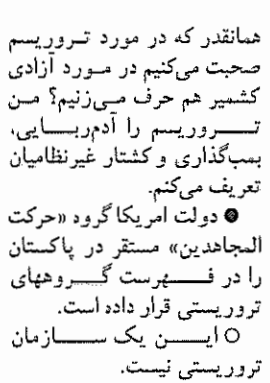 همانقدر که در مورد تروریسم
صحبت می‌کنیم در مورد آزادی
کشمیر هم حرف می‌زنیم؟ من
تروریسم را آدم‌ربایی،
بمب‌گذاری و کشتار غیرنظامیان
تعریف می‌کنم.
● دولت امریکا گروه «حرکت
المجاهدین» مستقر در پاکستان
را در فهرست گروههای
تروریستی قرار داده است.
○ این یک سازمان
تروریستی نیست.